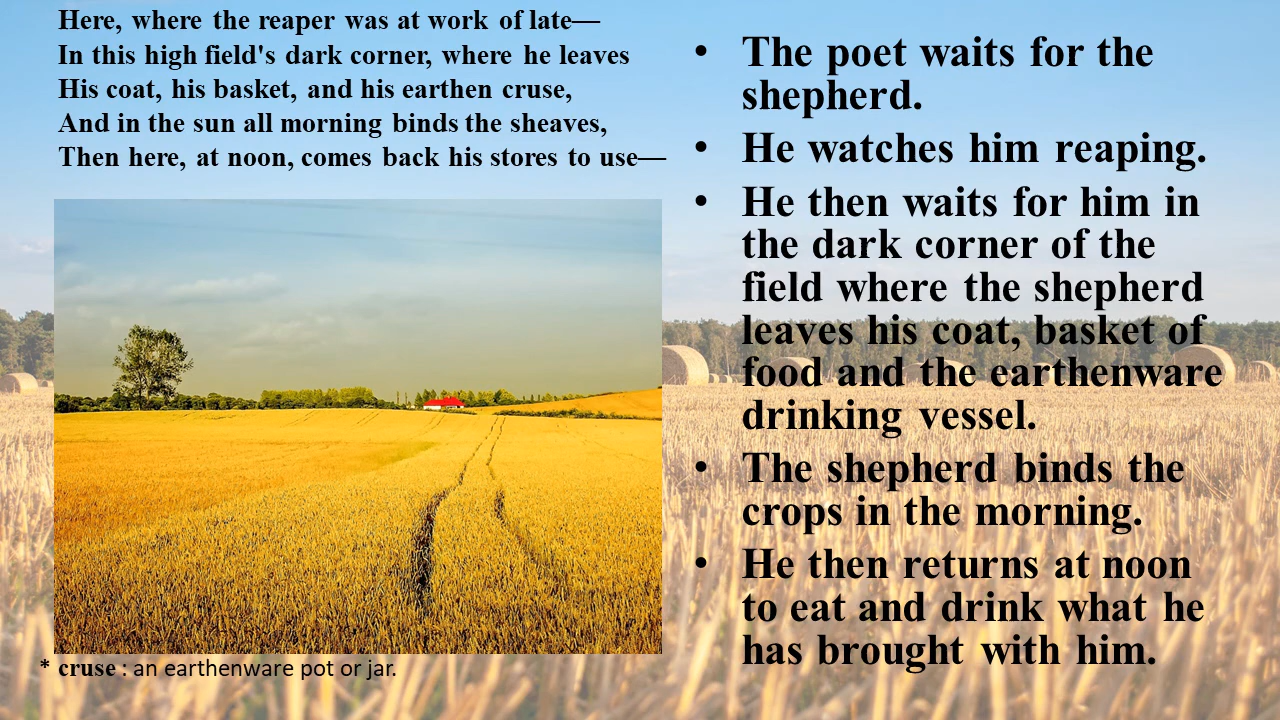 Here, where the reaper was at work of late—
In this high field's dark corner, where he leaves
His coat, his basket, and his earthen cruse,
And in the sun all morning binds the sheaves,
Then here, at noon, comes back his stores to use—
* cruse : an earthenware pot or jar.
• The poet waits for the
shepherd.
• He watches him reaping.
• He then waits for him in
the dark corner of the
field where the shepherd
leaves his coat, basket of
food and the earthenware
drinking vessel.
• The shepherd binds the
crops in the morning.
• He then returns at noon
to eat and drink what he
has brought with him.